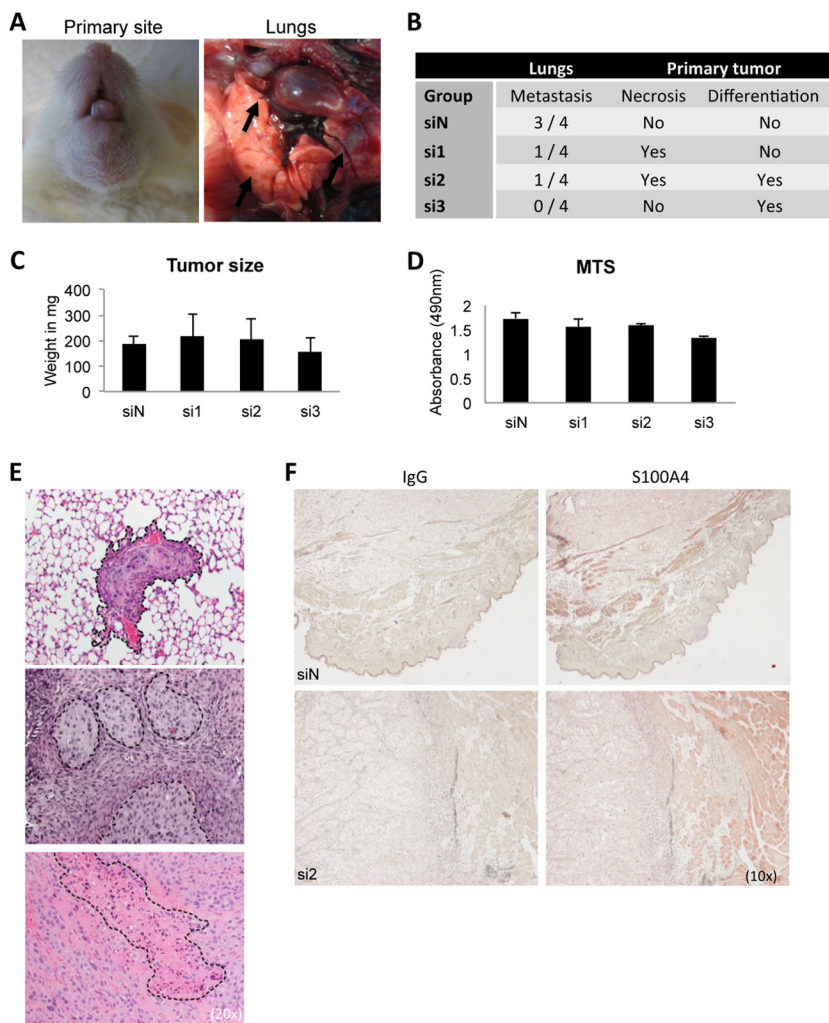 A
Primary site
Lungs
B
Lungs Primary tumor
Group Metastasis Necrosis Differentiation
siN 3 / 4 No No
si1 1 / 4 Yes No
si2 1 / 4 Yes Yes
si3 0 / 4 No Yes
C
Tumor size
Weight in mg
400
300
200
100
0
siN si1 si2 si3
D
MTS
Absorbance (490nm)
2
1.5
1
0.5
0
siN si1 si2 si3
E
(20x)
F
IgG S100A4
siN
si2
(10x)